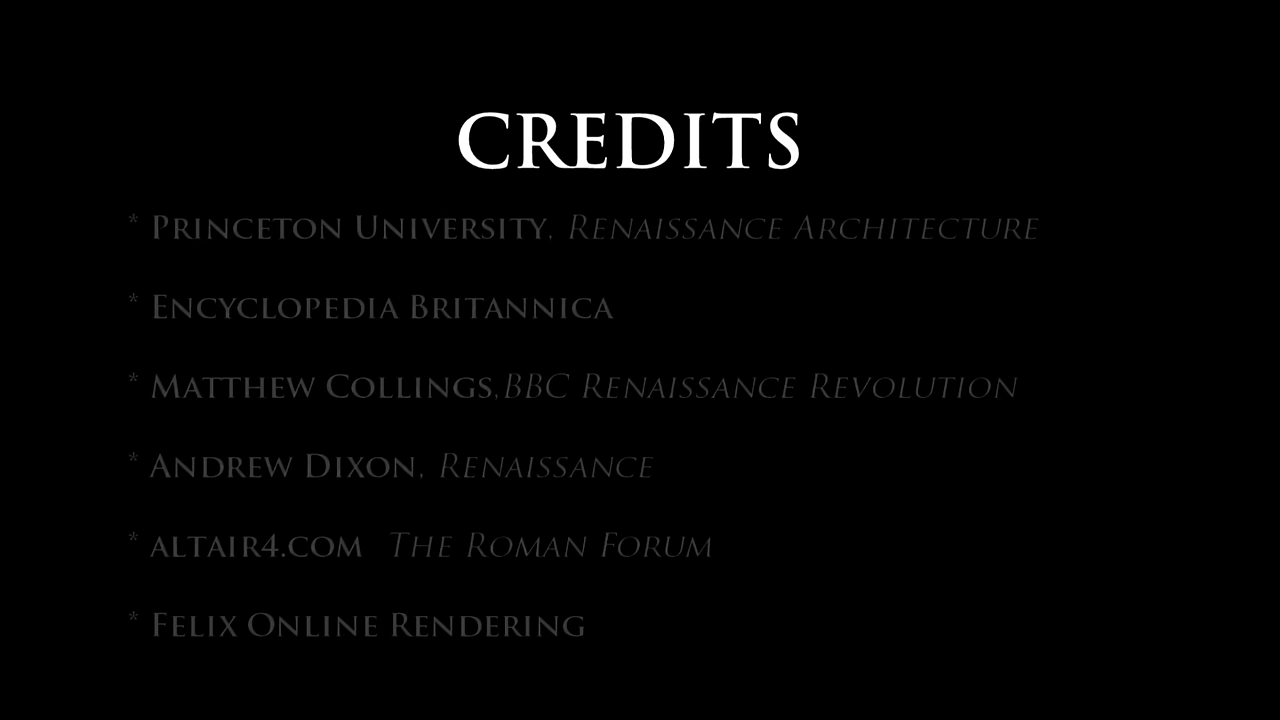 CREDITS
* Princeton University, Renaissance Architecture
* Encyclopedia Britannica
* Matthew Collings,BBC Renaissance Revolution
* Andrew Dixon, Renaissance
* altair4.com The Roman Forum
* Felix Online Rendering